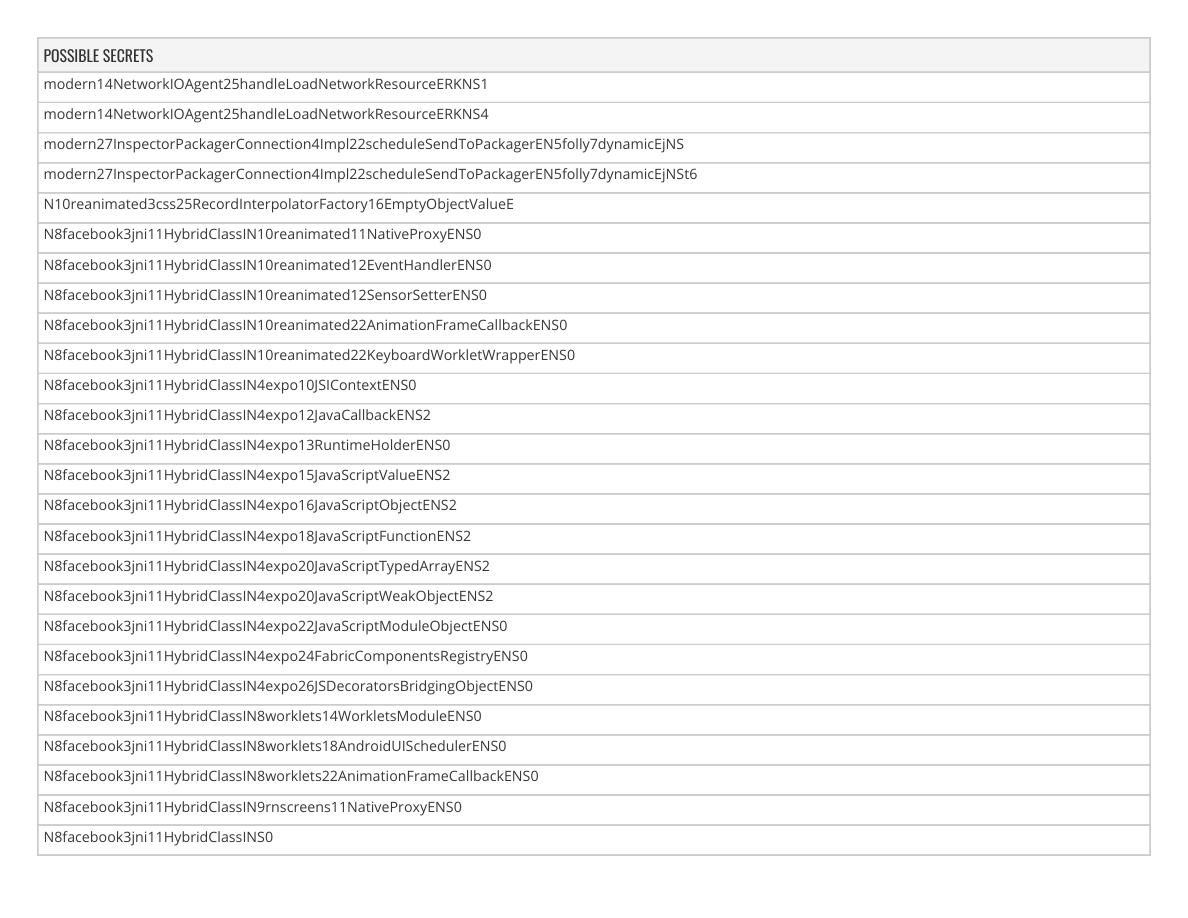 POSSIBLE SECRETS
modern14NetworkIOAgent25handleLoadNetworkResourceERKNS1
modern14NetworkIOAgent25handleLoadNetworkResourceERKNS4
modern27InspectorPackagerConnection4Impl22scheduleSendToPackagerEN5folly7dynamicEjNS
modern27InspectorPackagerConnection4Impl22scheduleSendToPackagerEN5folly7dynamicEjNSt6
N10reanimated3css25RecordInterpolatorFactory16EmptyObjectValueE
N8facebook3jni11HybridClassIN10reanimated11NativeProxyENS0
N8facebook3jni11HybridClassIN10reanimated12EventHandlerENS0
N8facebook3jni11HybridClassIN10reanimated12SensorSetterENS0
N8facebook3jni11HybridClassIN10reanimated22AnimationFrameCallbackENS0
N8facebook3jni11HybridClassIN10reanimated22KeyboardWorkletWrapperENS0
N8facebook3jni11HybridClassIN4expo10JSIContextENS0
N8facebook3jni11HybridClassIN4expo12JavaCallbackENS2
N8facebook3jni11HybridClassIN4expo13RuntimeHolderENS0
N8facebook3jni11HybridClassIN4expo15JavaScriptValueENS2
N8facebook3jni11HybridClassIN4expo16JavaScriptObjectENS2
N8facebook3jni11HybridClassIN4expo18JavaScriptFunctionENS2
N8facebook3jni11HybridClassIN4expo20JavaScriptTypedArrayENS2
N8facebook3jni11HybridClassIN4expo20JavaScriptWeakObjectENS2
N8facebook3jni11HybridClassIN4expo22JavaScriptModuleObjectENS0
N8facebook3jni11HybridClassIN4expo24FabricComponentsRegistryENS0
N8facebook3jni11HybridClassIN4expo26JSDecoratorsBridgingObjectENS0
N8facebook3jni11HybridClassIN8worklets14WorkletsModuleENS0
N8facebook3jni11HybridClassIN8worklets18AndroidUISchedulerENS0
N8facebook3jni11HybridClassIN8worklets22AnimationFrameCallbackENS0
N8facebook3jni11HybridClassIN9rnscreens11NativeProxyENS0
N8facebook3jni11HybridClassINS0